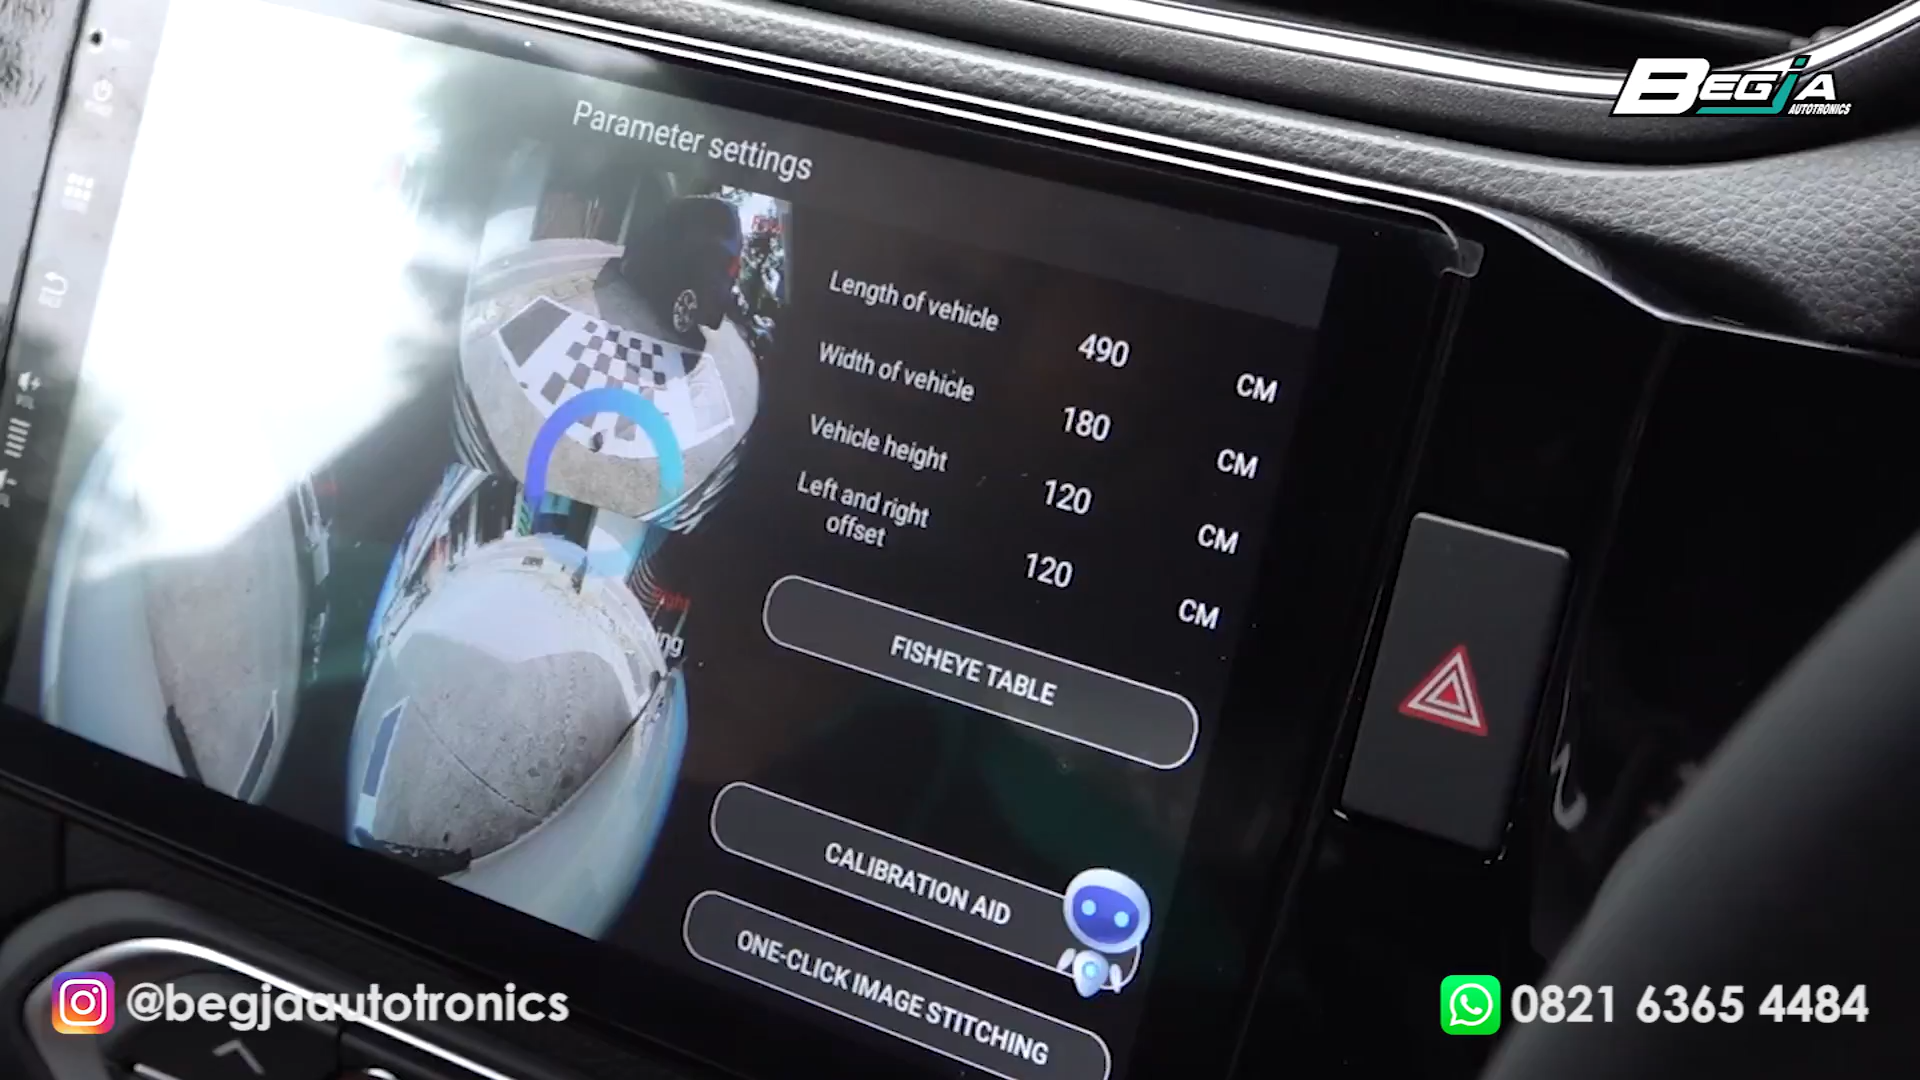 BEGJA
AUTOTRONICS
Parameter settings
Length of vehicle 490 CM
Width of vehicle 180 CM
Vehicle height 120 CM
Left and right
offset 120 CM
FISHEYE TABLE
CALIBRATION AID
ONE-CLICK IMAGE STITCHING
@begjaautotronics
0821 6365 4484